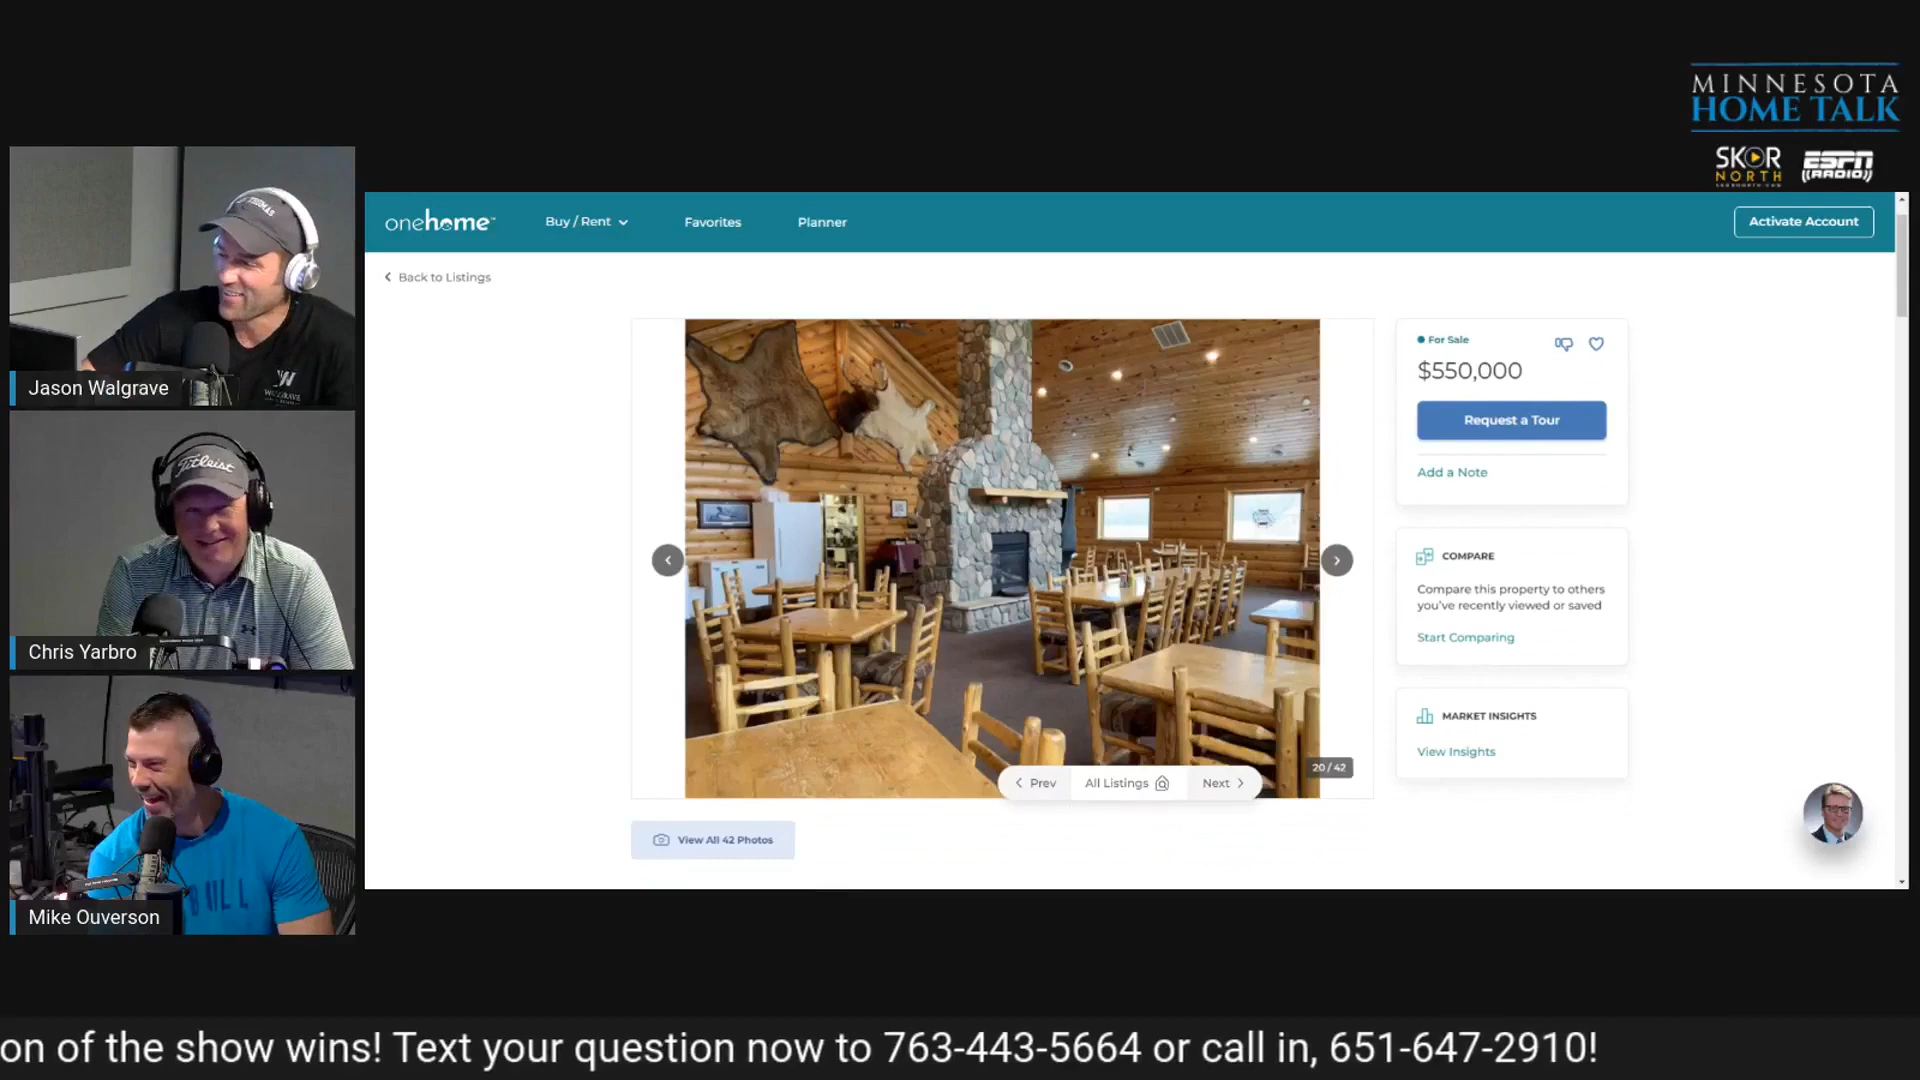 MINNESOTA
HOME TALK
SKOR
NORTH
ESPN
RADIO
onehome
Buy / Rent
Favorites
Planner
Activate Account
Back to Listings
For Sale
$550,000
Request a Tour
Add a Note
COMPARE
Compare this property to others
you've recently viewed or saved
Start Comparing
MARKET INSIGHTS
View Insights
20 / 42
Prev
All Listings
Next
View All 42 Photos
Jason Walgrave
Titleist
Chris Yarbro
Mike Ouverson
on of the show wins! Text your question now to 763-443-5664 or call in, 651-647-2910!